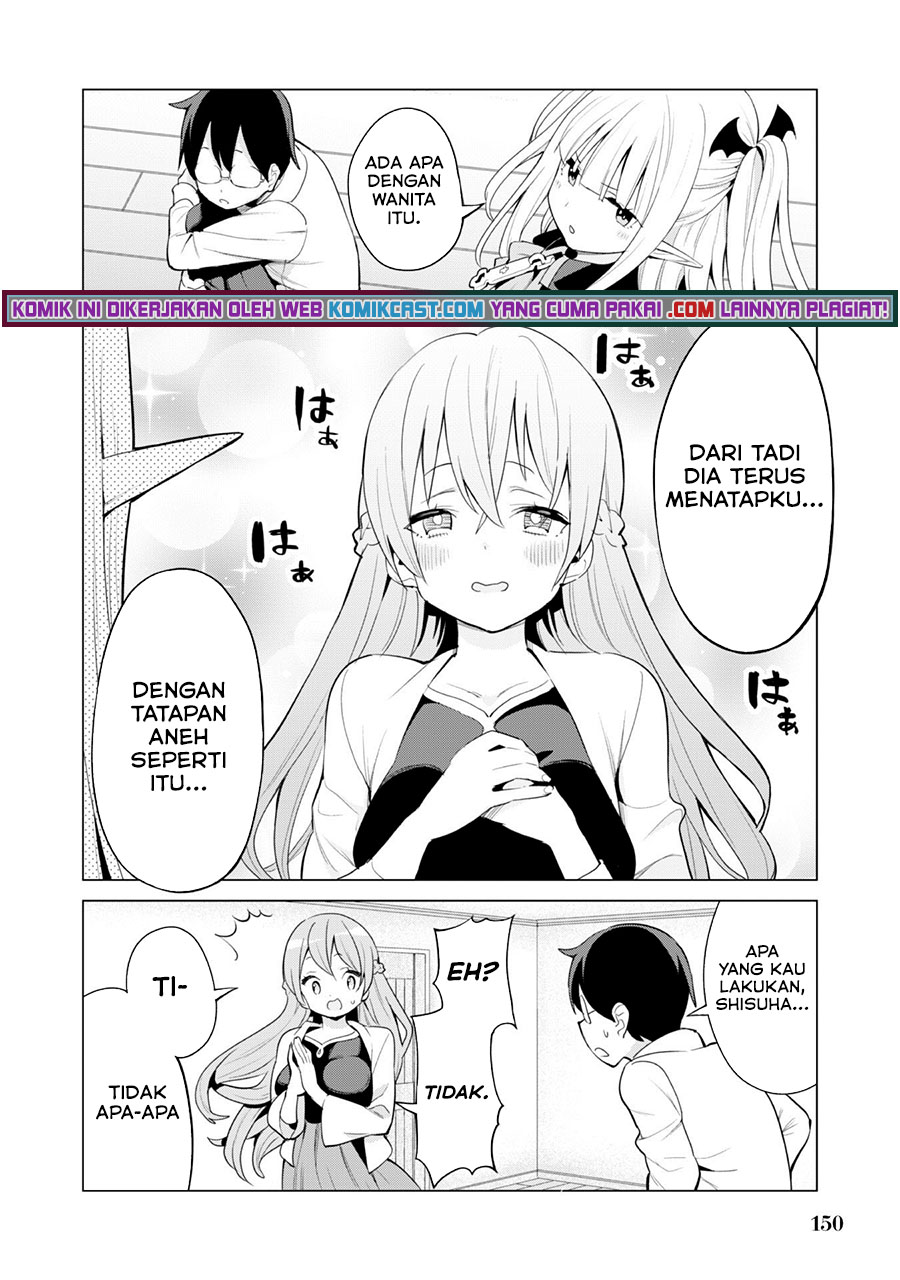 ADA APA
DENGAN
WANITA
ITU.
KOMIK INI DIKERJAKAN OLEH WEB KOMIKCAST.COM YANG CUMA PAKAI .COM LAINNYA PLAGIAT!
はぁ
はぁ
DARI TADI
DIA TERUS
MENATAPKU...
はぁ
はぁ
DENGAN
TATAPAN
ANEH
SEPERTI
ITU...
APA
YANG KAU
LAKUKAN,
SHISUHA...
EH?
TIDAK.
TI-
TIDAK
APA-APA
150